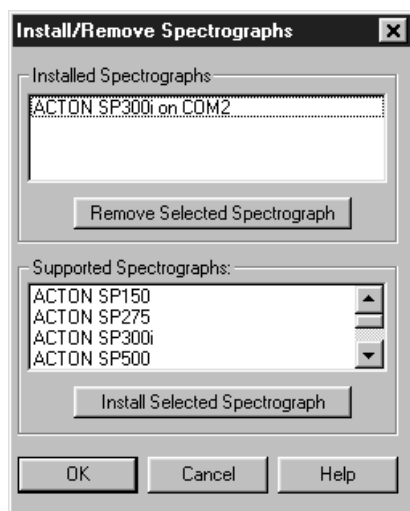 Install/Remove Spectrographs
Installed Spectrographs
ACTON SP300i on COM2
Remove Selected Spectrograph
Supported Spectrographs:
ACTON SP150
ACTON SP275
ACTON SP300i
ACTON SP500
Install Selected Spectrograph
OK Cancel Help